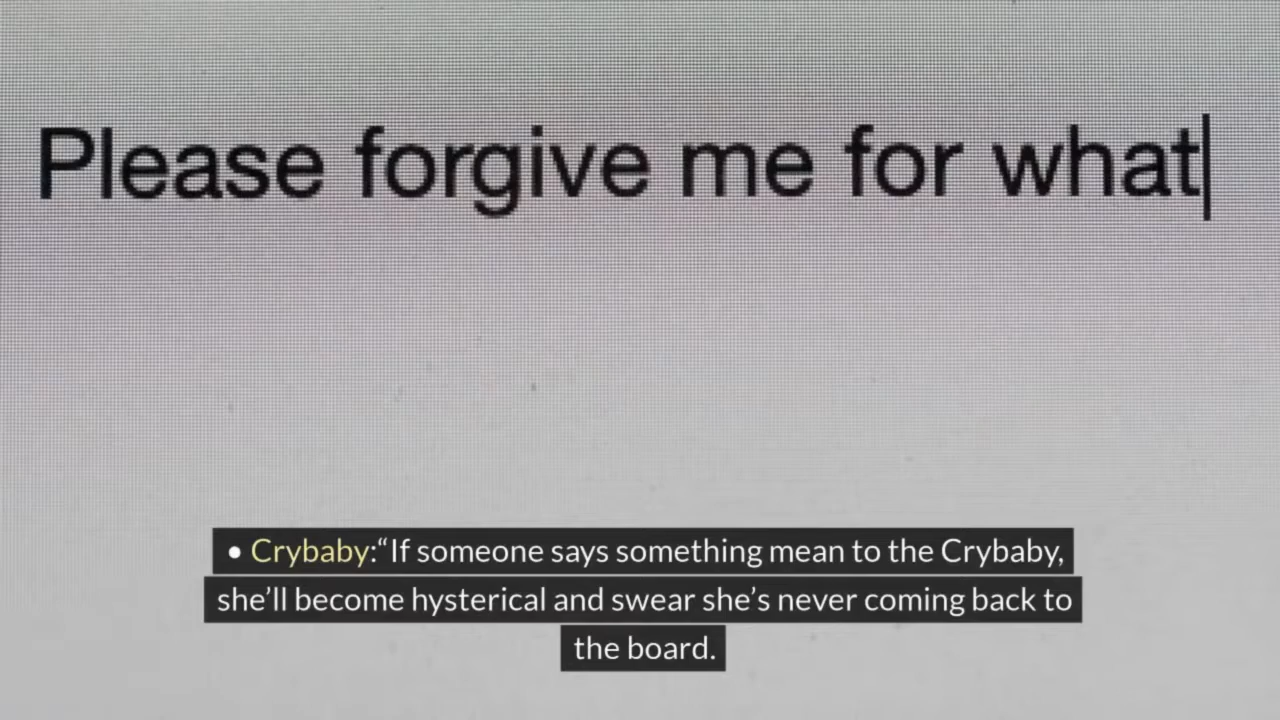 Please forgive me for what
• Crybaby:“If someone says something mean to the Crybaby,
she’ll become hysterical and swear she’s never coming back to
the board.